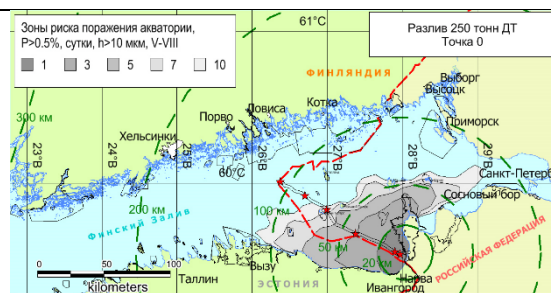 Зоны риска поражения акватории,
P>0.5%, сутки, h>10 мкм, V-VIII
1 3 5 7 10
Разлив 250 тонн ДТ
Точка 0
61°С
ФИНЛЯНДИЯ
Выборг
Высоцк
300 км
Ловиса
Котка
Порво
Приморск
Хельсинки
23°В
24°В
25°В
26°В
27°В
28°В
29°В
60°С
Санкт-Петерб
Сосновый бор
Финский Залив
200 км
100 км
50 км
20 км
РОССИЙСКАЯ ФЕДЕРАЦИЯ
0 50 100
kilometers
Таллин
Вызу
ЭСТОНИЯ
Нарва
Ивангород